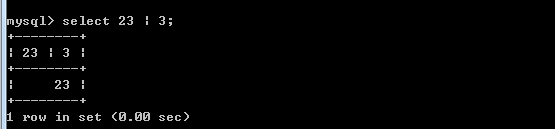 mysql> select 23 ¦ 3;
+--------+
¦ 23 ¦ 3 ¦
+--------+
¦     23 ¦
+--------+
1 row in set (0.00 sec)